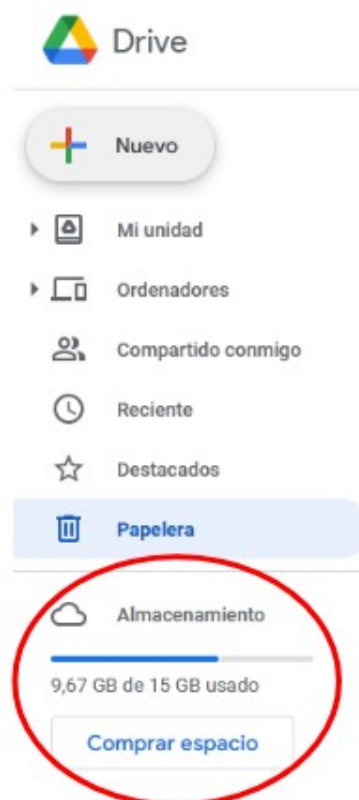 Drive
Nuevo
Mi unidad
Ordenadores
Compartido conmigo
Reciente
Destacados
Papelera
Almacenamiento
9,67 GB de 15 GB usado
Comprar espacio